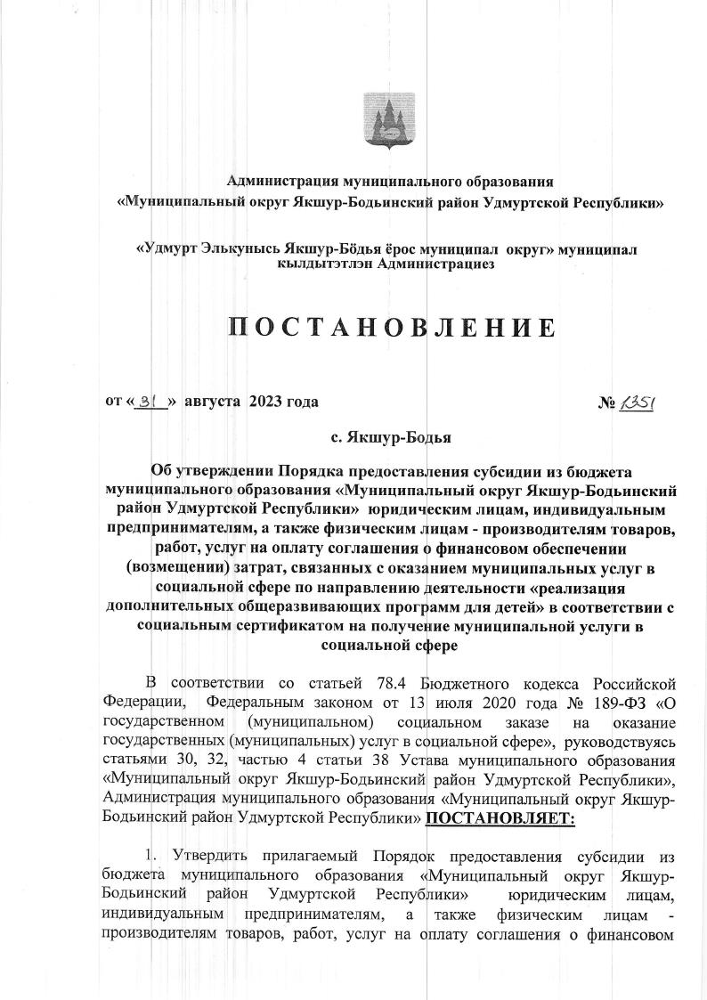 Администрация муниципального образования
«Муниципальный округ Якшур-Бодьинский район Удмуртской Республики»
«Удмурт Элькунысь Якшур-Бӧдья ёрос муниципал округ» муниципал
кылдытэтлэн Администрациез
ПОСТАНОВЛЕНИЕ
от «31» августа 2023 года № 1351
с. Якшур-Бодья
Об утверждении Порядка предоставления субсидии из бюджета
муниципального образования «Муниципальный округ Якшур-Бодьинский
район Удмуртской Республики» юридическим лицам, индивидуальным
предпринимателям, а также физическим лицам - производителям товаров,
работ, услуг на оплату соглашения о финансовом обеспечении
(возмещении) затрат, связанных с оказанием муниципальных услуг в
социальной сфере по направлению деятельности «реализация
дополнительных общеразвивающих программ для детей» в соответствии с
социальным сертификатом на получение муниципальной услуги в
социальной сфере
В соответствии со статьей 78.4 Бюджетного кодекса Российской
Федерации, Федеральным законом от 13 июля 2020 года № 189-ФЗ «О
государственном (муниципальном) социальном заказе на оказание
государственных (муниципальных) услуг в социальной сфере», руководствуясь
статьями 30, 32, частью 4 статьи 38 Устава муниципального образования
«Муниципальный округ Якшур-Бодьинский район Удмуртской Республики»,
Администрация муниципального образования «Муниципальный округ Якшур-
Бодьинский район Удмуртской Республики» ПОСТАНОВЛЯЕТ:
1. Утвердить прилагаемый Порядок предоставления субсидии из
бюджета муниципального образования «Муниципальный округ Якшур-
Бодьинский район Удмуртской Республики» юридическим лицам,
индивидуальным предпринимателям, а также физическим лицам -
производителям товаров, работ, услуг на оплату соглашения о финансовом